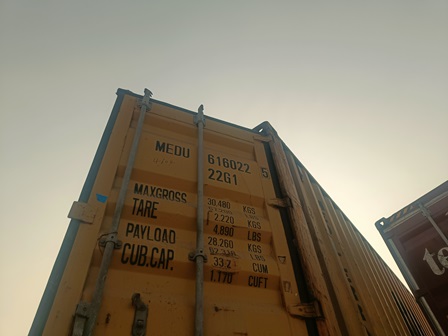 MEDU 616022 5
22G1
MAXGROSS 30.480 KGS
TARE 2.220 KGS
4.890 LBS
PAYLOAD 28.260 KGS
LBS
CUB.CAP. 33.2 CUM
1.170 CUFT